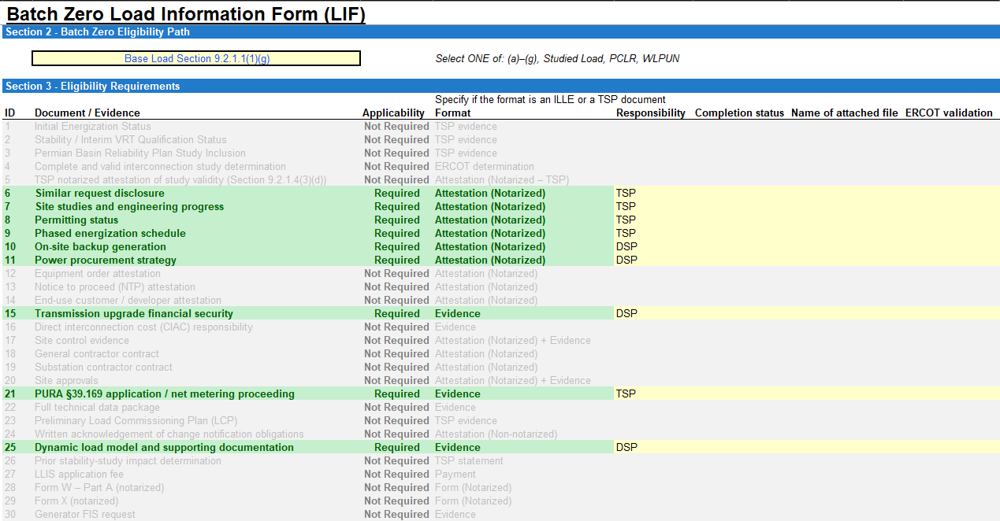 Batch Zero Load Information Form (LIF)
Section 2 - Batch Zero Eligibility Path
Base Load Section 9.2.1.1(1)(g) Select ONE of: (a)–(g), Studied Load, PCLR, WLPUN
Section 3 - Eligibility Requirements
Specify if the format is an ILLE or a TSP document
ID Document / Evidence Applicability Format Responsibility Completion status Name of attached file ERCOT validation
1 Initial Energization Status Not Required TSP evidence
2 Stability / Interim VRT Qualification Status Not Required TSP evidence
3 Permian Basin Reliability Plan Study Inclusion Not Required TSP evidence
4 Complete and valid interconnection study determination Not Required ERCOT determination
5 TSP notarized attestation of study validity (Section 9.2.1.4(3)(d)) Not Required Attestation (Notarized – TSP)
6 Similar request disclosure Required Attestation (Notarized) TSP
7 Site studies and engineering progress Required Attestation (Notarized) TSP
8 Permitting status Required Attestation (Notarized) TSP
9 Phased energization schedule Required Attestation (Notarized) TSP
10 On-site backup generation Required Attestation (Notarized) DSP
11 Power procurement strategy Required Attestation (Notarized) DSP
12 Equipment order attestation Not Required Attestation (Notarized)
13 Notice to proceed (NTP) attestation Not Required Attestation (Notarized)
14 End-use customer / developer attestation Not Required Attestation (Notarized)
15 Transmission upgrade financial security Required Evidence DSP
16 Direct interconnection cost (CIAC) responsibility Not Required Evidence
17 Site control evidence Not Required Attestation (Notarized) + Evidence
18 General contractor contract Not Required Attestation (Notarized)
19 Substation contractor contract Not Required Attestation (Notarized)
20 Site approvals Not Required Attestation (Notarized) + Evidence
21 PURA §39.169 application / net metering proceeding Required Evidence TSP
22 Full technical data package Not Required Evidence
23 Preliminary Load Commissioning Plan (LCP) Not Required TSP evidence
24 Written acknowledgement of change notification obligations Not Required Attestation (Non-notarized)
25 Dynamic load model and supporting documentation Required Evidence DSP
26 Prior stability-study impact determination Not Required TSP statement
27 LLIS application fee Not Required Payment
28 Form W – Part A (notarized) Not Required Form (Notarized)
29 Form X (notarized) Not Required Form (Notarized)
30 Generator FIS request Not Required Evidence